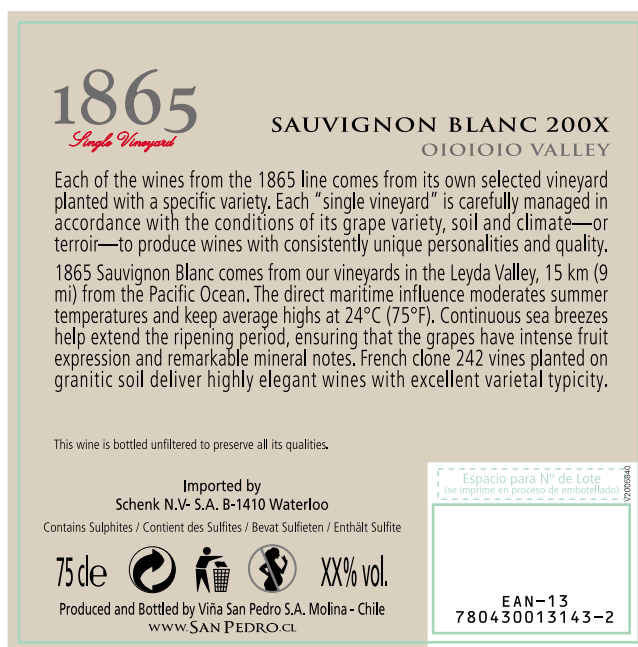 1865
Single Vineyard
SAUVIGNON BLANC 200X
OIOIOIO VALLEY
Each of the wines from the 1865 line comes from its own selected vineyard
planted with a specific variety. Each “single vineyard” is carefully managed in
accordance with the conditions of its grape variety, soil and climate—or
terroir—to produce wines with consistently unique personalities and quality.
1865 Sauvignon Blanc comes from our vineyards in the Leyda Valley, 15 km (9
mi) from the Pacific Ocean. The direct maritime influence moderates summer
temperatures and keep average highs at 24°C (75°F). Continuous sea breezes
help extend the ripening period, ensuring that the grapes have intense fruit
expression and remarkable mineral notes. French clone 242 vines planted on
granitic soil deliver highly elegant wines with excellent varietal typicity.
This wine is bottled unfiltered to preserve all its qualities.
Imported by
Schenk N.V- S.A. B-1410 Waterloo
Contains Sulphites / Contient des Sulfites / Bevat Sulfieten / Enthält Sulfite
75 cle XX% vol.
Produced and Bottled by Viña San Pedro S.A. Molina - Chile
WWW.SAN PEDRO.CL
Espacio para Nº de Lote
(se imprime en proceso de embotellado)
V2005B40
EAN-13
780430013143-2